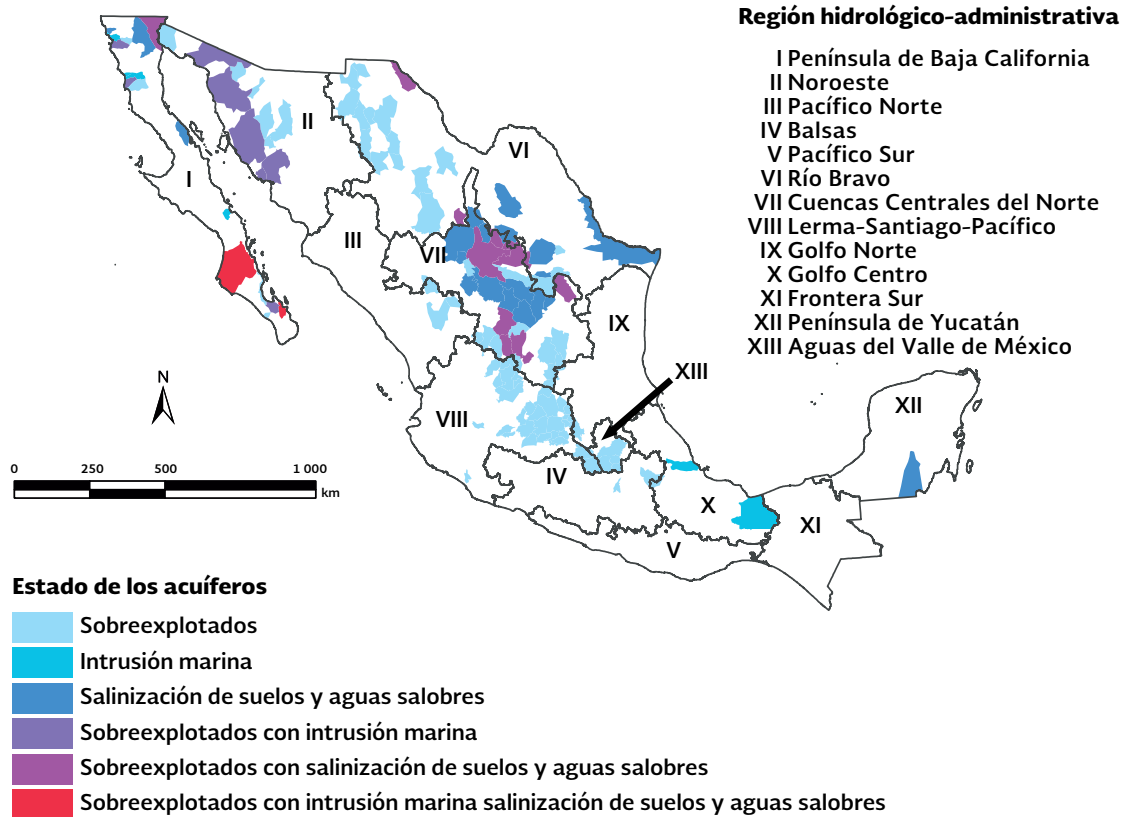 Región hidrológico-administrativa
I Península de Baja California
II Noroeste
III Pacífico Norte
IV Balsas
V Pacífico Sur
VI Río Bravo
VII Cuencas Centrales del Norte
VIII Lerma-Santiago-Pacífico
IX Golfo Norte
X Golfo Centro
XI Frontera Sur
XII Península de Yucatán
XIII Aguas del Valle de México
II
VI
I
III
VII
IX
XIII
XII
VIII
IV
X
XI
V
N
0 250 500 1 000
km
Estado de los acuíferos
Sobreexplotados
Intrusión marina
Salinización de suelos y aguas salobres
Sobreexplotados con intrusión marina
Sobreexplotados con salinización de suelos y aguas salobres
Sobreexplotados con intrusión marina salinización de suelos y aguas salobres